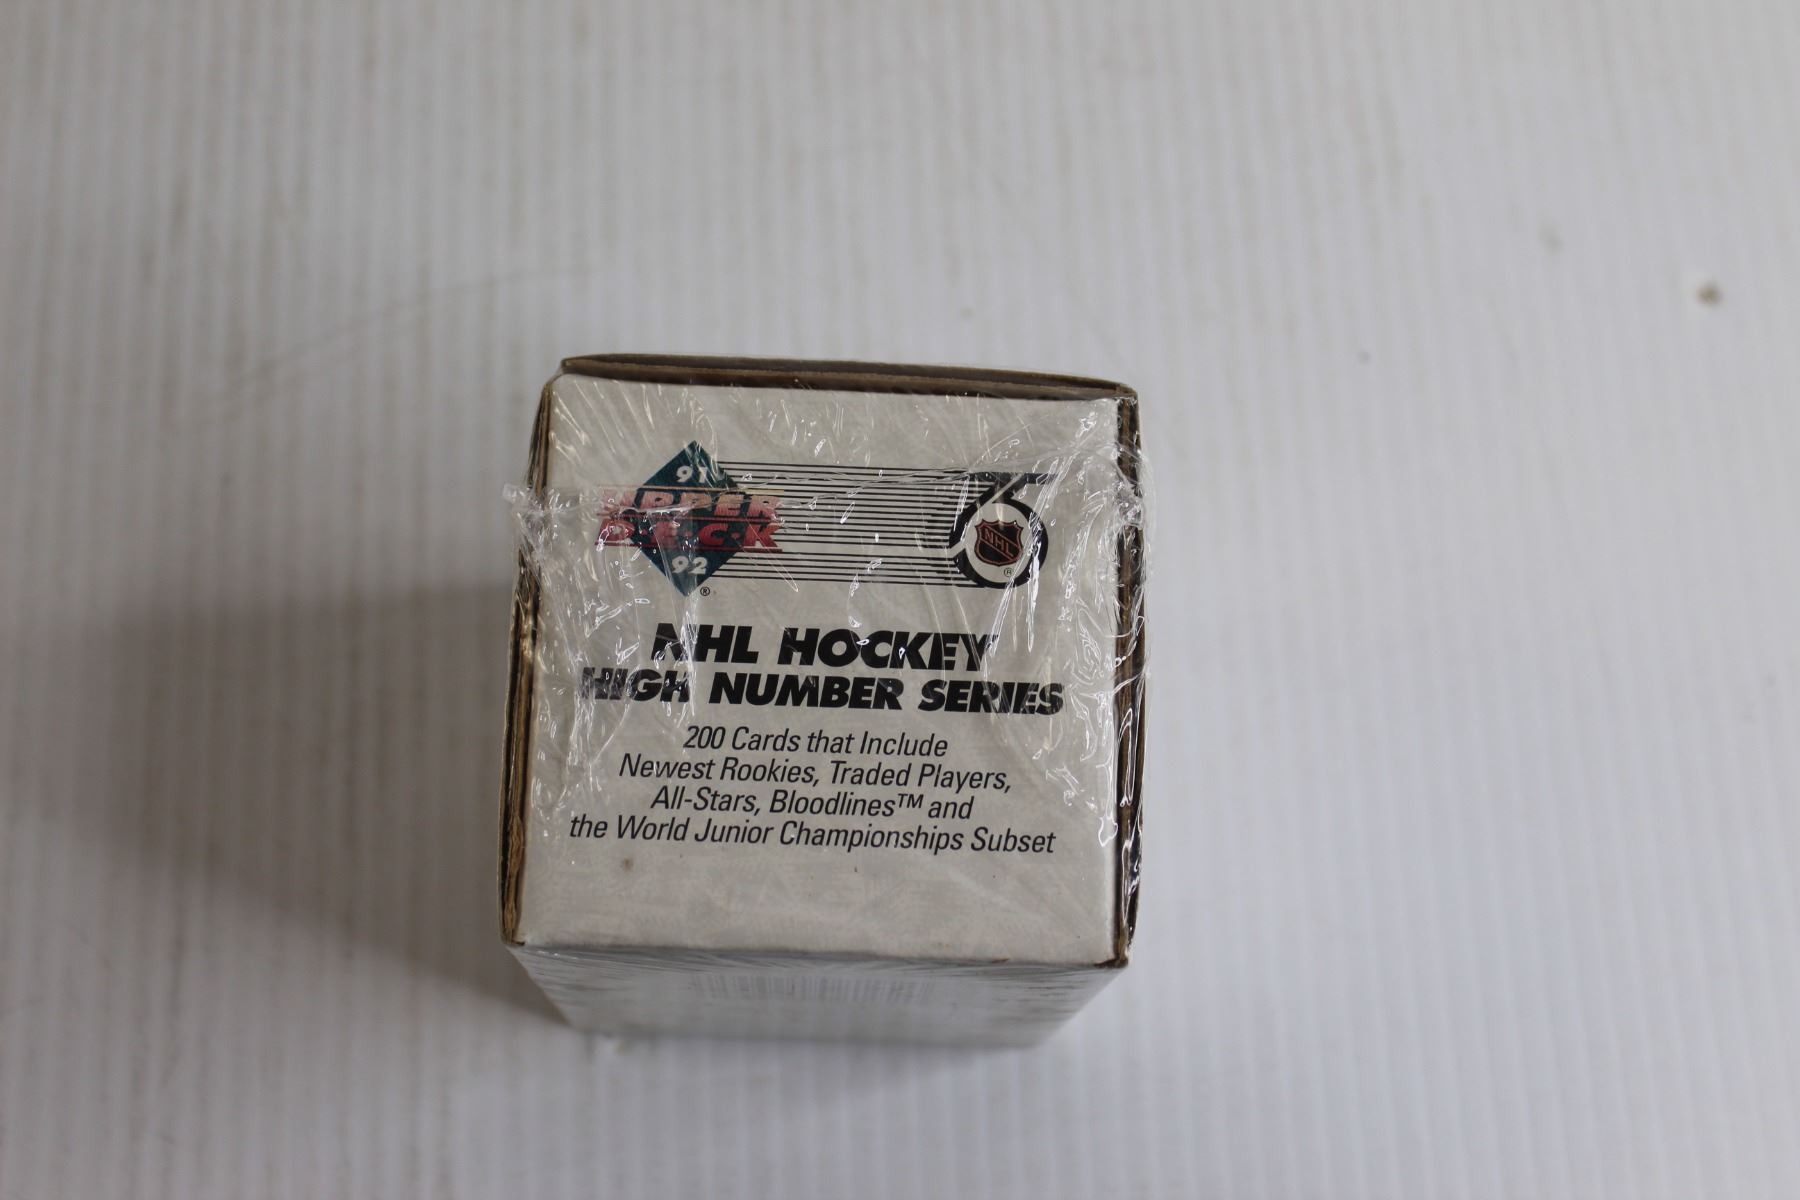 91
UPPER
D·E·C·K
92
®
75
NHL
®
NHL HOCKEY
HIGH NUMBER SERIES
200 Cards that Include
Newest Rookies, Traded Players,
All-Stars, Bloodlines™ and
the World Junior Championships Subset